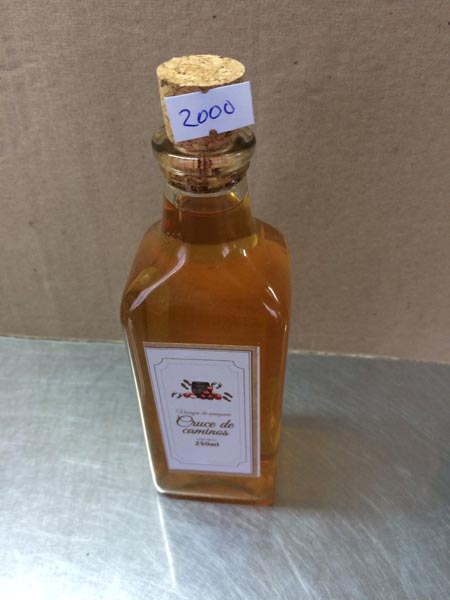 2000
Vinagre de manzana
Cruce de
caminos
250ml